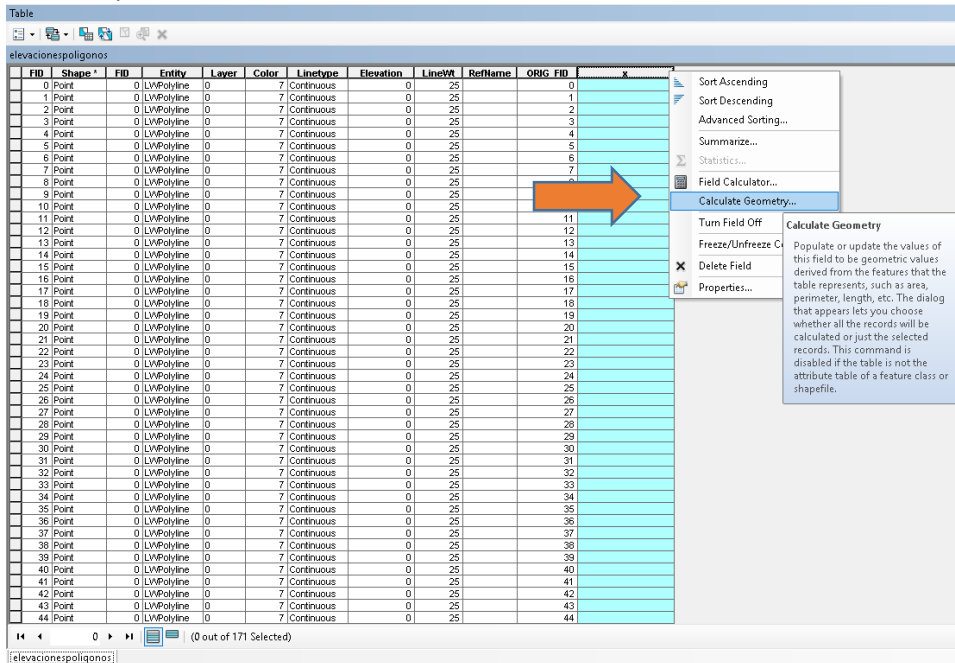 Table
elevacionespoligonos
FID Shape * FID Entity Layer Color Linetype Elevation LineWt RefName ORIG_FID x
0 Point 0 LWPolyline 0 7 Continuous 0 25 0
1 Point 0 LWPolyline 0 7 Continuous 0 25 1
2 Point 0 LWPolyline 0 7 Continuous 0 25 2
3 Point 0 LWPolyline 0 7 Continuous 0 25 3
4 Point 0 LWPolyline 0 7 Continuous 0 25 4
5 Point 0 LWPolyline 0 7 Continuous 0 25 5
6 Point 0 LWPolyline 0 7 Continuous 0 25 6
7 Point 0 LWPolyline 0 7 Continuous 0 25 7
8 Point 0 LWPolyline 0 7 Continuous 0 25
9 Point 0 LWPolyline 0 7 Continuous 0 25
10 Point 0 LWPolyline 0 7 Continuous 0
11 Point 0 LWPolyline 0 7 Continuous 0 25 11
12 Point 0 LWPolyline 0 7 Continuous 0 25 12
13 Point 0 LWPolyline 0 7 Continuous 0 25 13
14 Point 0 LWPolyline 0 7 Continuous 0 25 14
15 Point 0 LWPolyline 0 7 Continuous 0 25 15
16 Point 0 LWPolyline 0 7 Continuous 0 25 16
17 Point 0 LWPolyline 0 7 Continuous 0 25 17
18 Point 0 LWPolyline 0 7 Continuous 0 25 18
19 Point 0 LWPolyline 0 7 Continuous 0 25 19
20 Point 0 LWPolyline 0 7 Continuous 0 25 20
21 Point 0 LWPolyline 0 7 Continuous 0 25 21
22 Point 0 LWPolyline 0 7 Continuous 0 25 22
23 Point 0 LWPolyline 0 7 Continuous 0 25 23
24 Point 0 LWPolyline 0 7 Continuous 0 25 24
25 Point 0 LWPolyline 0 7 Continuous 0 25 25
26 Point 0 LWPolyline 0 7 Continuous 0 25 26
27 Point 0 LWPolyline 0 7 Continuous 0 25 27
28 Point 0 LWPolyline 0 7 Continuous 0 25 28
29 Point 0 LWPolyline 0 7 Continuous 0 25 29
30 Point 0 LWPolyline 0 7 Continuous 0 25 30
31 Point 0 LWPolyline 0 7 Continuous 0 25 31
32 Point 0 LWPolyline 0 7 Continuous 0 25 32
33 Point 0 LWPolyline 0 7 Continuous 0 25 33
34 Point 0 LWPolyline 0 7 Continuous 0 25 34
35 Point 0 LWPolyline 0 7 Continuous 0 25 35
36 Point 0 LWPolyline 0 7 Continuous 0 25 36
37 Point 0 LWPolyline 0 7 Continuous 0 25 37
38 Point 0 LWPolyline 0 7 Continuous 0 25 38
39 Point 0 LWPolyline 0 7 Continuous 0 25 39
40 Point 0 LWPolyline 0 7 Continuous 0 25 40
41 Point 0 LWPolyline 0 7 Continuous 0 25 41
42 Point 0 LWPolyline 0 7 Continuous 0 25 42
43 Point 0 LWPolyline 0 7 Continuous 0 25 43
44 Point 0 LWPolyline 0 7 Continuous 0 25 44
Sort Ascending
Sort Descending
Advanced Sorting...
Summarize...
Σ Statistics...
Field Calculator...
Calculate Geometry...
Turn Field Off
Freeze/Unfreeze
Delete Field
Properties...
Calculate Geometry
Populate or update the values of
this field to be geometric values
derived from the features that the
table represents, such as area,
perimeter, length, etc. The dialog
that appears lets you choose
whether all the records will be
calculated or just the selected
records. This command is
disabled if the table is not the
attribute table of a feature class or
shapefile.
0 (0 out of 171 Selected)
elevacionespoligonos